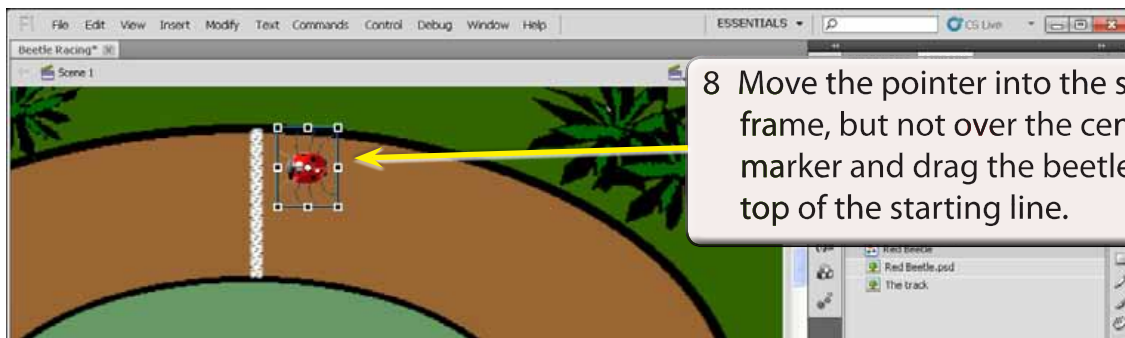 Fl File Edit View Insert Modify Text Commands Control Debug Window Help ESSENTIALS CS Live
Beetle Racing*
Scene 1
8 Move the pointer into the s
frame, but not over the cen
marker and drag the beetle
top of the starting line.
Red Beetle
Red Beetle.psd
The track